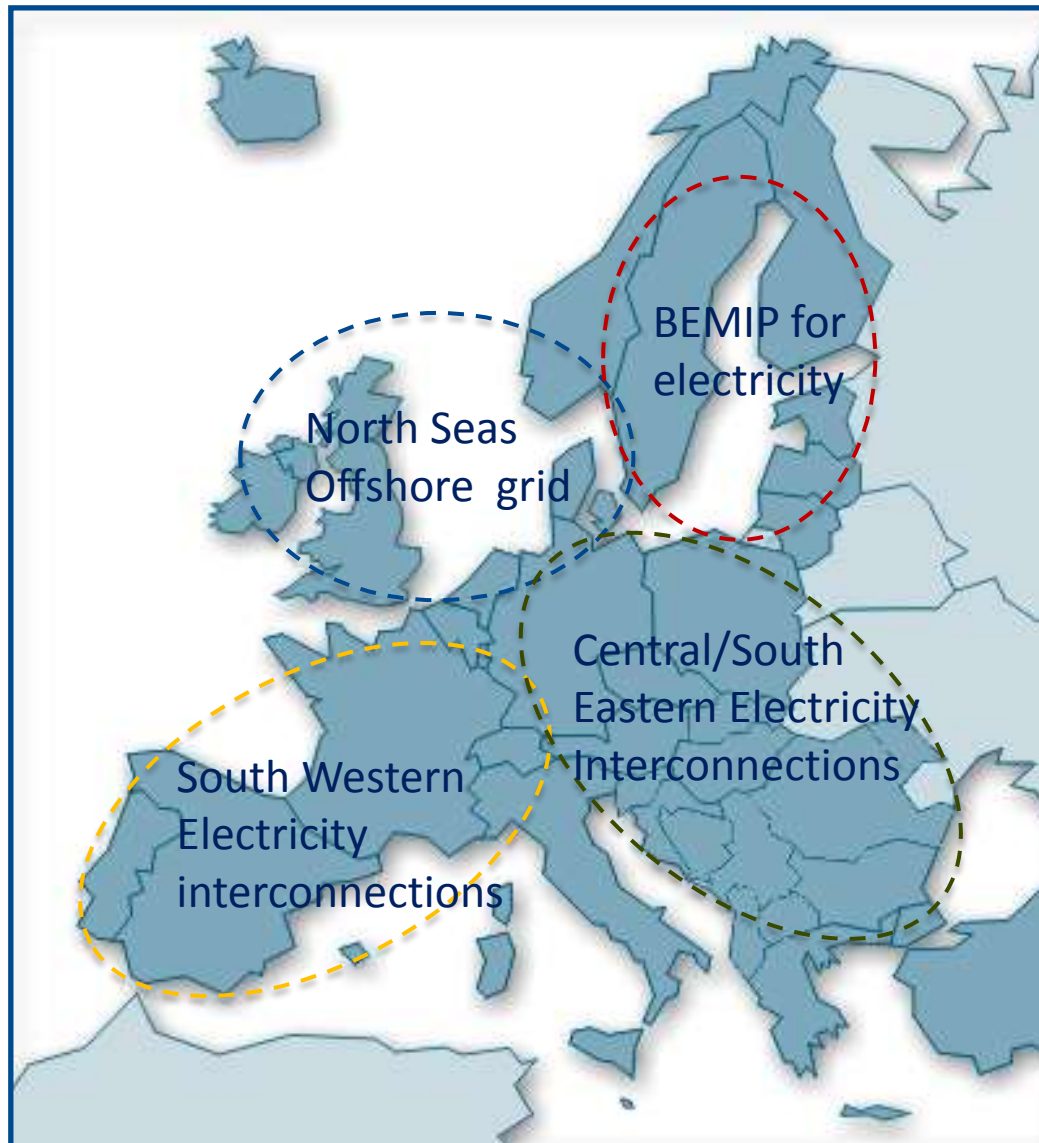 BEMIP for
electricity
North Seas
Offshore grid
Central/South
Eastern Electricity
Interconnections
South Western
Electricity
interconnections